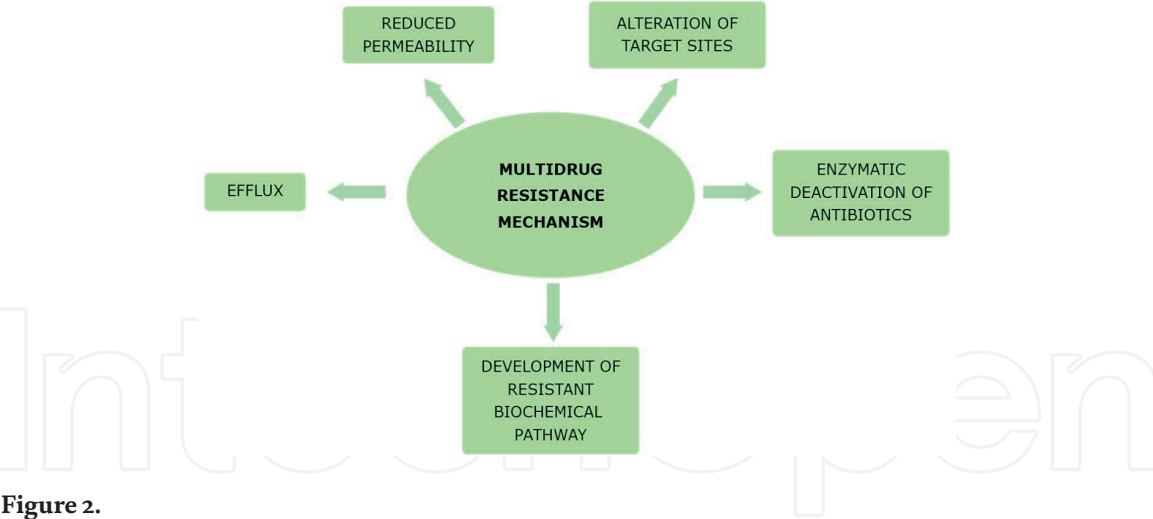 REDUCED
PERMEABILITY
ALTERATION OF
TARGET SITES
EFFLUX
MULTIDRUG
RESISTANCE
MECHANISM
ENZYMATIC
DEACTIVATION OF
ANTIBIOTICS
DEVELOPMENT OF
RESISTANT
BIOCHEMICAL
PATHWAY
Figure 2.